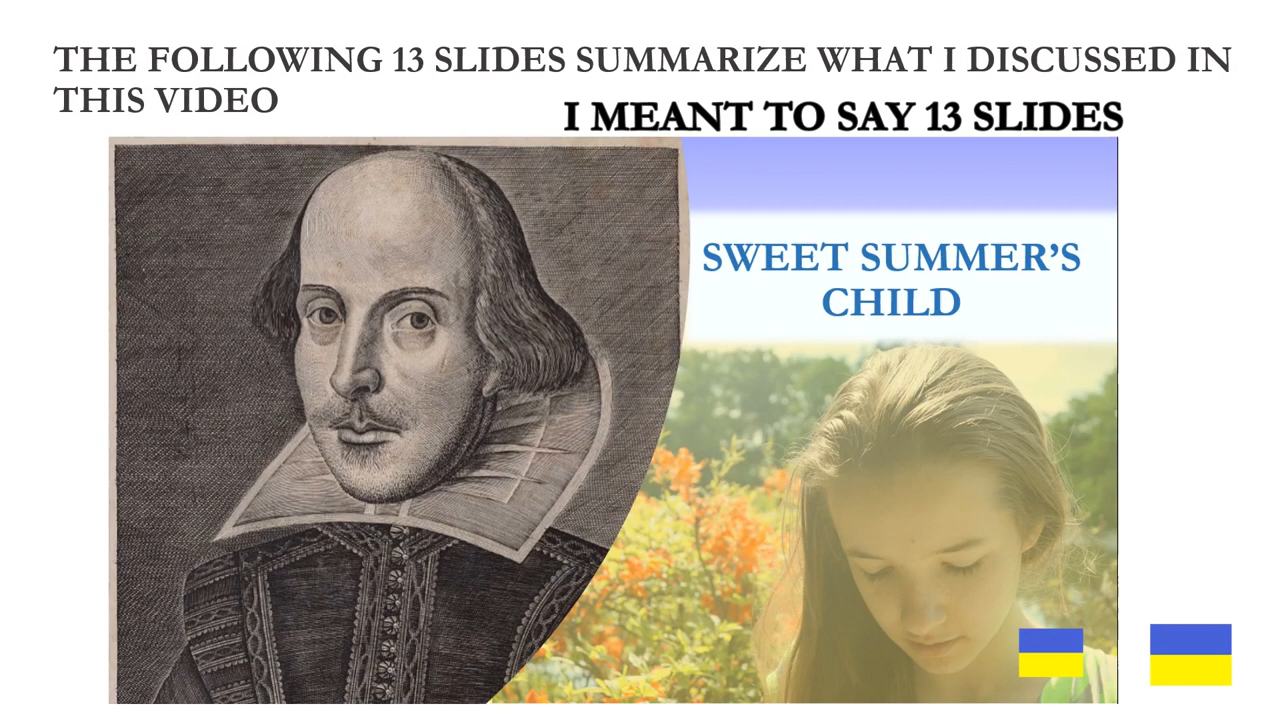 THE FOLLOWING 13 SLIDES SUMMARIZE WHAT I DISCUSSED IN
THIS VIDEO
I MEANT TO SAY 13 SLIDES
SWEET SUMMER’S
CHILD